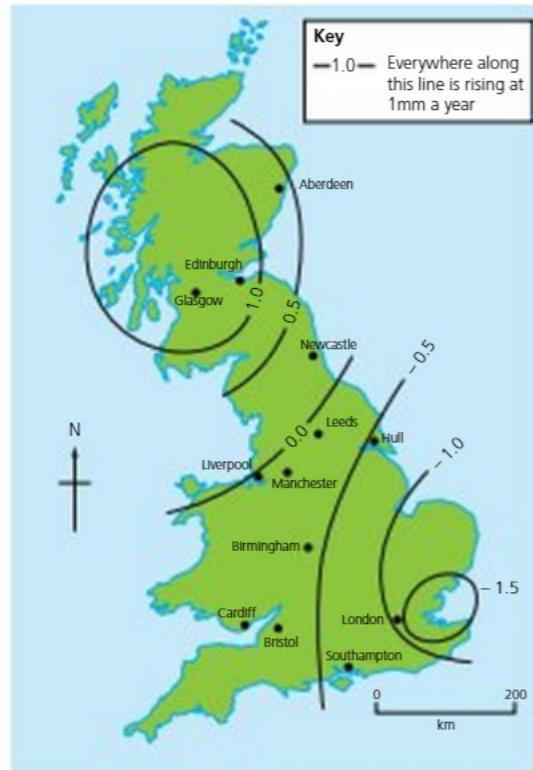 Key
1.0 Everywhere along
this line is rising at
1mm a year
Aberdeen
Edinburgh
Glasgow
1.0
0.5
Newcastle
– 0.5
N
0.0
Leeds
Hull
Liverpool
Manchester
– 1.0
Birmingham
– 1.5
Cardiff
London
Bristol
Southampton
0 200
km